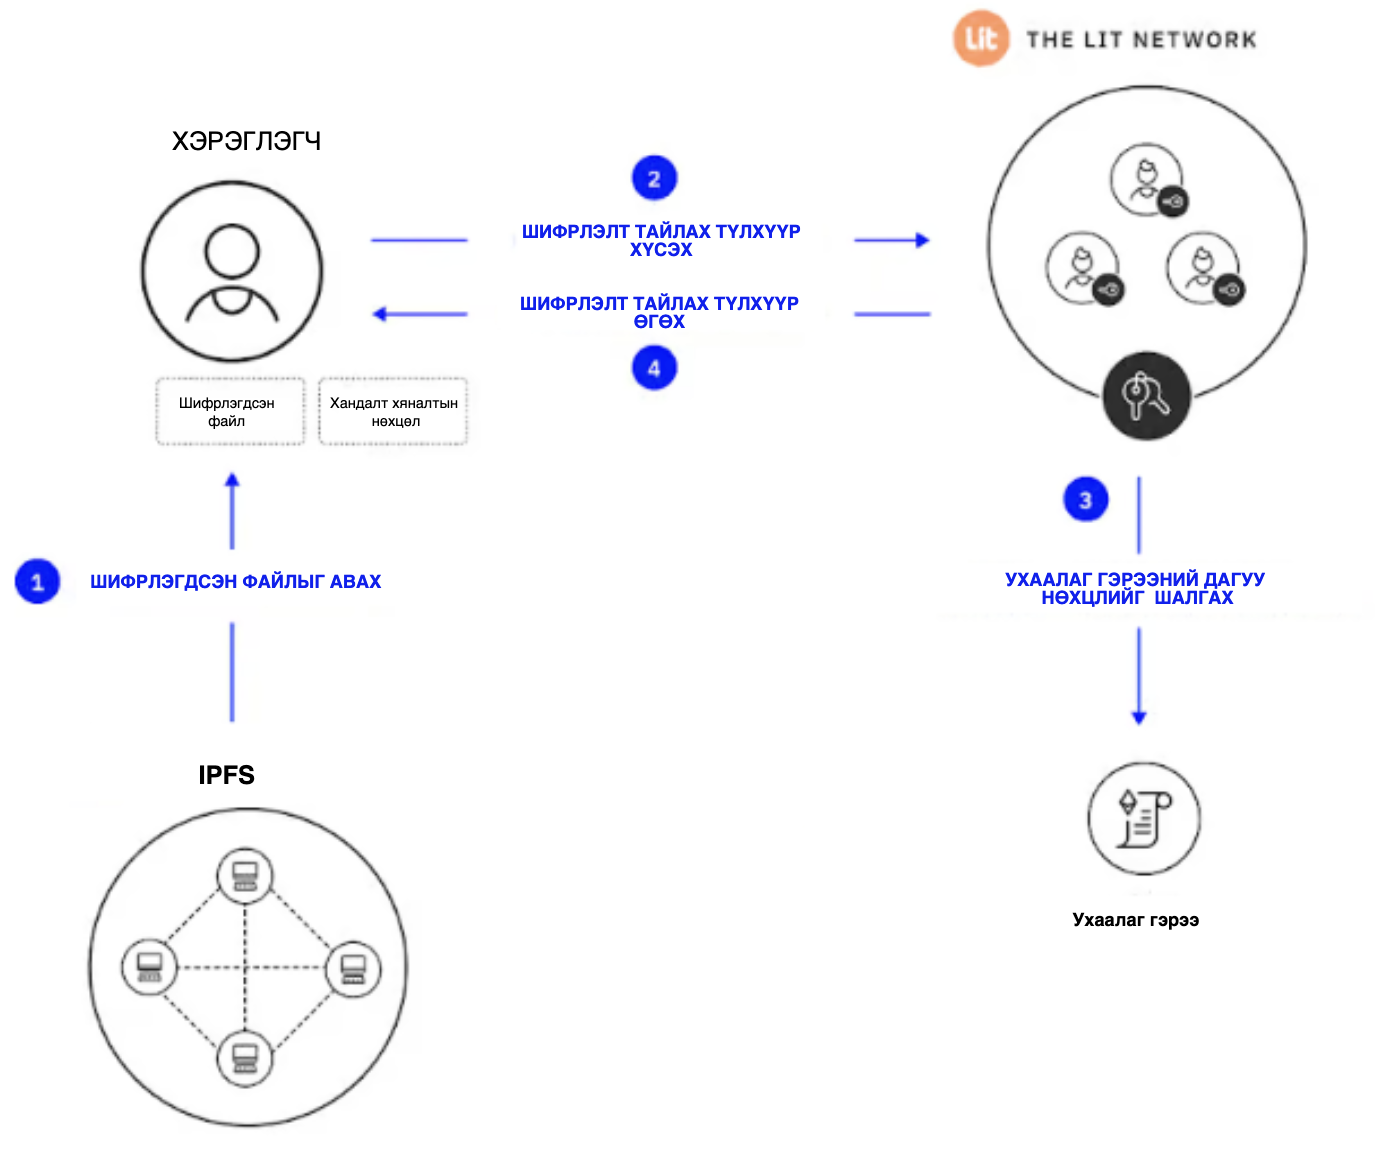 Lit THE LIT NETWORK
ХЭРЭГЛЭГЧ
2
ШИФРЛЭЛТ ТАЙЛАХ ТҮЛХҮҮР
ХҮСЭХ
ШИФРЛЭЛТ ТАЙЛАХ ТҮЛХҮҮР
ӨГӨХ
4
Шифрлэгдсэн
файл
Хандалт хяналтын
нөхцөл
3
1
ШИФРЛЭГДСЭН ФАЙЛЫГ АВАХ
УХААЛАГ ГЭРЭЭНИЙ ДАГУУ
НӨХЦЛИЙГ ШАЛГАХ
IPFS
Ухаалаг гэрээ